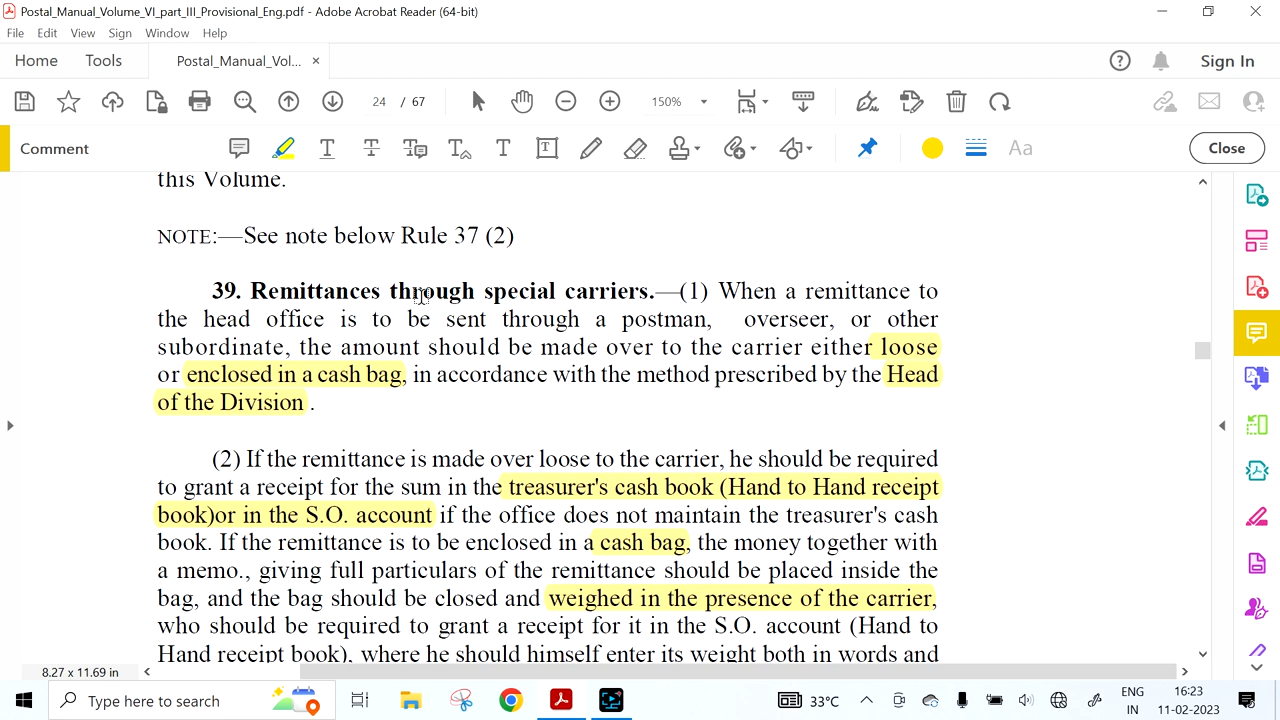 Postal_Manual_Volume_VI_part_III_Provisional_Eng.pdf - Adobe Acrobat Reader (64-bit)
File Edit View Sign Window Help
Home Tools Postal_Manual_Vol... × Sign In
24 / 67 150%
Comment Aa Close
this Volume.
NOTE:—See note below Rule 37 (2)
39. Remittances through special carriers.—(1) When a remittance to
the head office is to be sent through a postman, overseer, or other
subordinate, the amount should be made over to the carrier either loose
or enclosed in a cash bag, in accordance with the method prescribed by the Head
of the Division .
(2) If the remittance is made over loose to the carrier, he should be required
to grant a receipt for the sum in the treasurer's cash book (Hand to Hand receipt
book)or in the S.O. account if the office does not maintain the treasurer's cash
book. If the remittance is to be enclosed in a cash bag, the money together with
a memo., giving full particulars of the remittance should be placed inside the
bag, and the bag should be closed and weighed in the presence of the carrier,
who should be required to grant a receipt for it in the S.O. account (Hand to
Hand receipt book), where he should himself enter its weight both in words and
8.27 x 11.69 in
Type here to search 33°C ENG 16:23
IN 11-02-2023